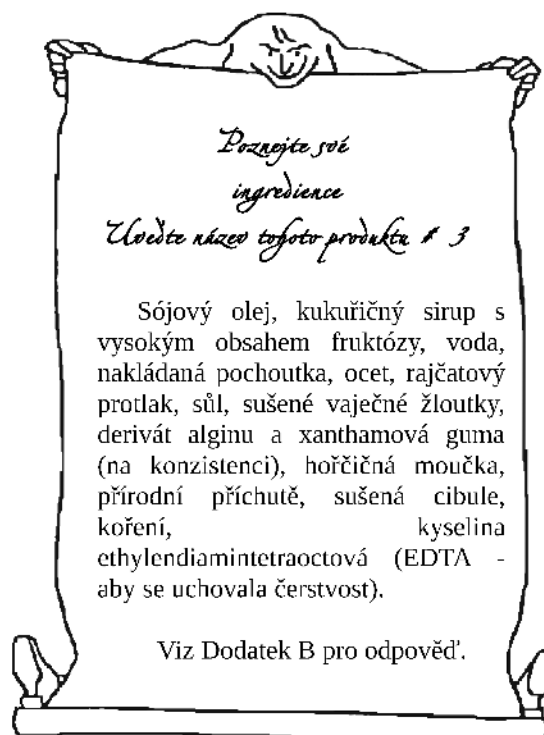 Poznejte své
ingredience
Uveďte název tohoto produktu # 3
Sójový olej, kukuřičný sirup s
vysokým obsahem fruktózy, voda,
nakládaná pochoutka, ocet, rajčatový
protlak, sůl, sušené vaječné žloutky,
derivát alginu a xanthamová guma
(na konzistenci), hořčičná moučka,
přírodní příchutě, sušená cibule,
koření, kyselina
ethylendiamintetraoctová (EDTA -
aby se uchovala čerstvost).
Viz Dodatek B pro odpověď.